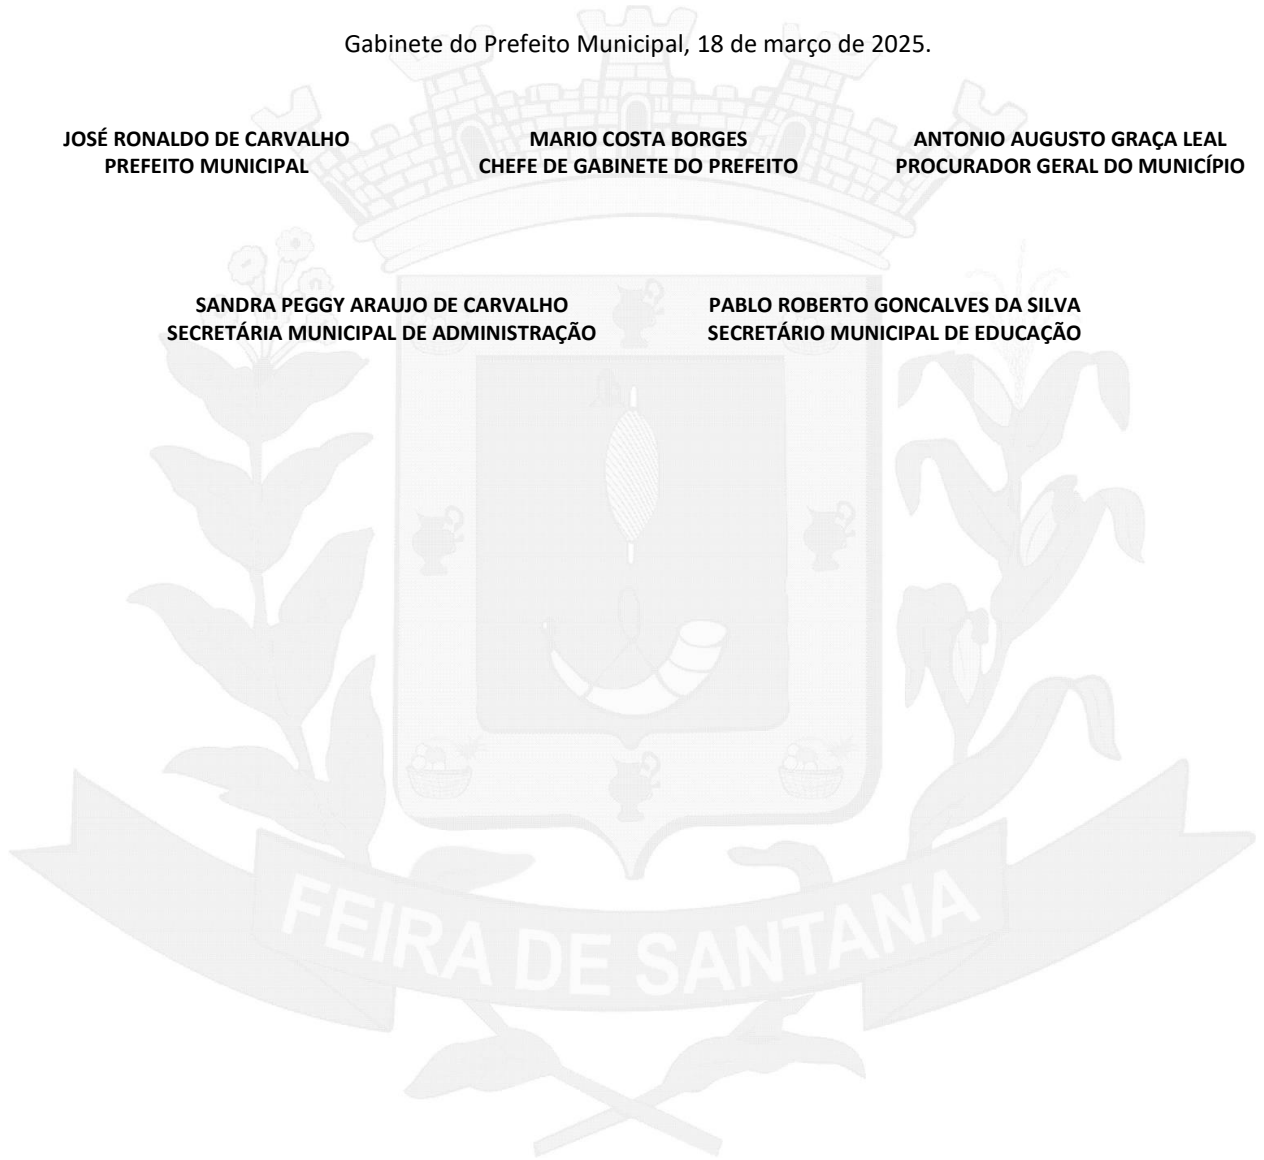 Gabinete do Prefeito Municipal, 18 de março de 2025.
JOSÉ RONALDO DE CARVALHO
PREFEITO MUNICIPAL
MARIO COSTA BORGES
CHEFE DE GABINETE DO PREFEITO
ANTONIO AUGUSTO GRAÇA LEAL
PROCURADOR GERAL DO MUNICÍPIO
SANDRA PEGGY ARAUJO DE CARVALHO
SECRETÁRIA MUNICIPAL DE ADMINISTRAÇÃO
PABLO ROBERTO GONCALVES DA SILVA
SECRETÁRIO MUNICIPAL DE EDUCAÇÃO
FEIRA DE SANTANA